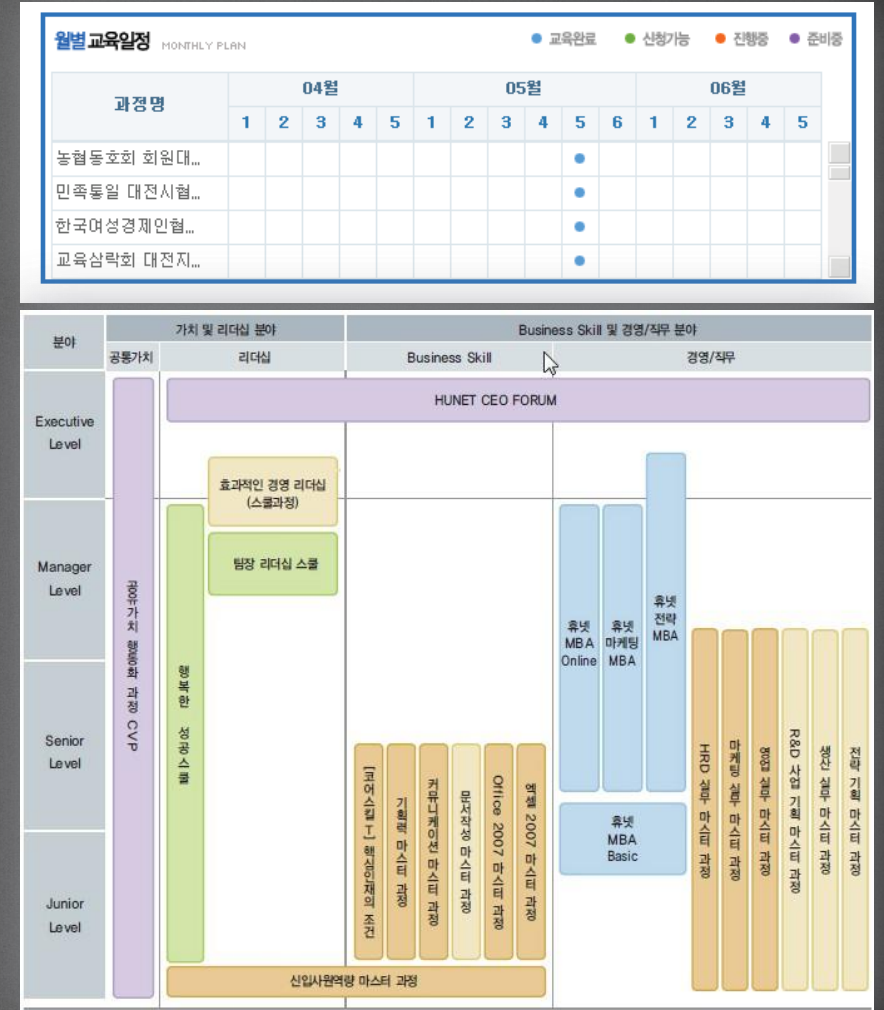 월별 교육일정 MONTHLY PLAN
교육완료 신청가능 진행중 준비중
과정명 04월 05월 06월
1 2 3 4 5 1 2 3 4 5 6 1 2 3 4 5
농협동호회 회원대...
민족통일 대전시협...
한국여성경제인협...
교육삼락회 대전지...
분야 가치 및 리더십 분야 Business Skill 및 경영/직무 분야
공통가치 리더십 Business Skill 경영/직무
Executive
Level
Manager
Level
Senior
Level
Junior
Level
HUNET CEO FORUM
공유가치 행동화 과정 CVP
효과적인 경영 리더십
(스쿨과정)
팀장 리더십 스쿨
행복한 성공스쿨
[코어스킬 T] 핵심인재의 조건
기획력 마스터 과정
커뮤니케이션 마스터 과정
문서작성 마스터 과정
Office 2007 마스터 과정
엑셀 2007 마스터 과정
신입사원역량 마스터 과정
휴넷
MBA
Online
휴넷
마케팅
MBA
휴넷
전략
MBA
휴넷
MBA
Basic
HRD 실무 마스터 과정
마케팅 실무 마스터 과정
영업 실무 마스터 과정
R&D 사업 기획 마스터 과정
생산 실무 마스터 과정
전략 기획 마스터 과정